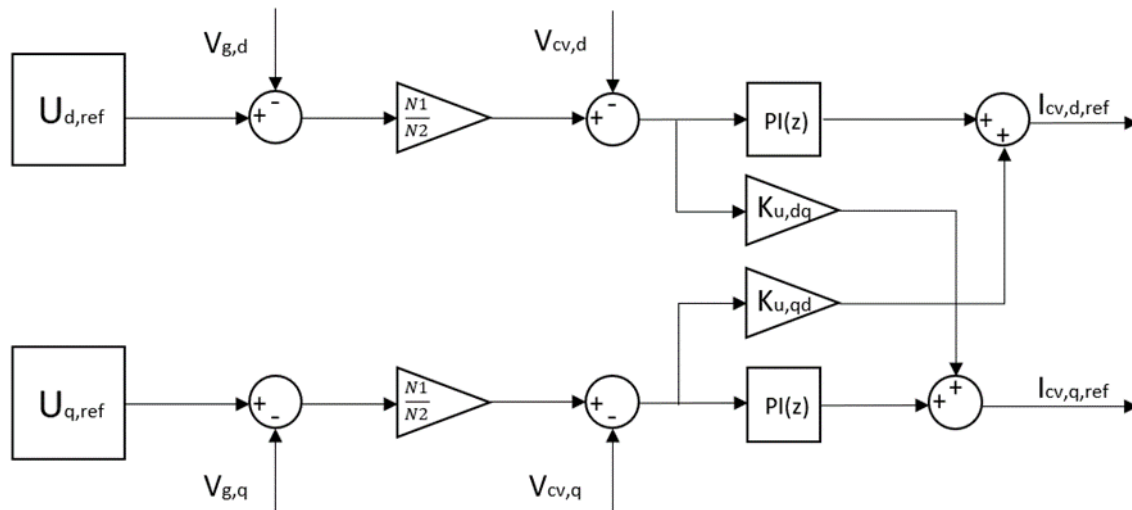 V_g,d
V_cv,d
U_d,ref
+ -
N1
N2
+ -
PI(z)
+ +
I_cv,d,ref
K_u,dq
K_u,qd
U_q,ref
+ -
N1
N2
+ -
PI(z)
+ +
I_cv,q,ref
V_g,q
V_cv,q